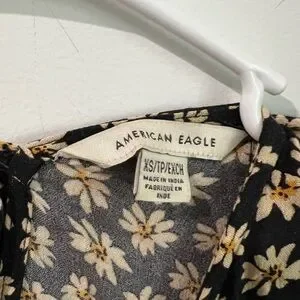 AMERICAN EAGLE
XS/TP/EXCH
MADE IN INDIA
FABRIQUÉ EN
INDE